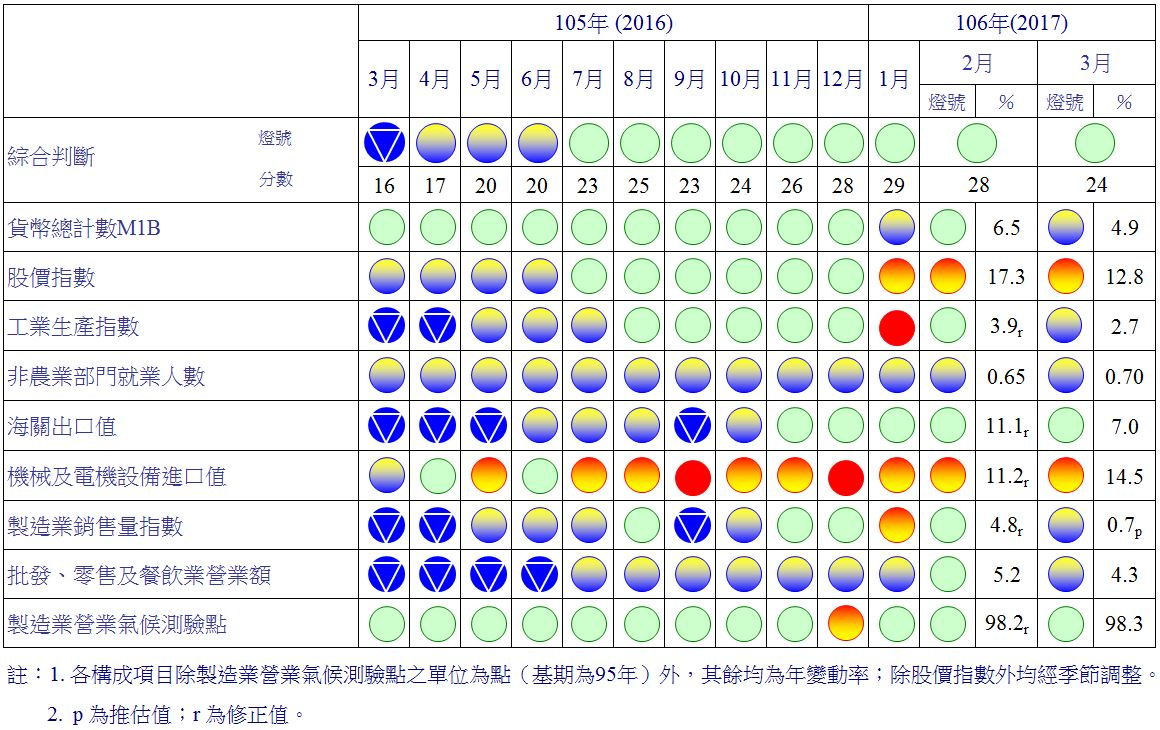 105年 (2016) 106年(2017)
3月 4月 5月 6月 7月 8月 9月 10月 11月 12月 1月 2月 3月
燈號 % 燈號 %
綜合判斷 燈號
分數 16 17 20 20 23 25 23 24 26 28 29 28 24
貨幣總計數M1B 6.5 4.9
股價指數 17.3 12.8
工業生產指數 3.9r 2.7
非農業部門就業人數 0.65 0.70
海關出口值 11.1r 7.0
機械及電機設備進口值 11.2r 14.5
製造業銷售量指數 4.8r 0.7p
批發、零售及餐飲業營業額 5.2 4.3
製造業營業氣候測驗點 98.2r 98.3
註：1. 各構成項目除製造業營業氣候測驗點之單位為點（基期為95年）外，其餘均為年變動率；除股價指數外均經季節調整。
2. p 為推估值；r 為修正值。